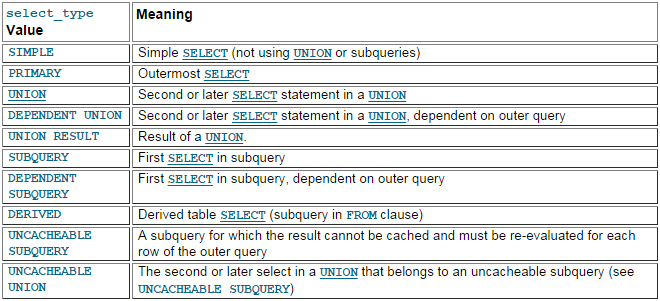 select_type Value Meaning
SIMPLE Simple SELECT (not using UNION or subqueries)
PRIMARY Outermost SELECT
UNION Second or later SELECT statement in a UNION
DEPENDENT UNION Second or later SELECT statement in a UNION, dependent on outer query
UNION RESULT Result of a UNION.
SUBQUERY First SELECT in subquery
DEPENDENT SUBQUERY First SELECT in subquery, dependent on outer query
DERIVED Derived table SELECT (subquery in FROM clause)
UNCACHEABLE SUBQUERY A subquery for which the result cannot be cached and must be re-evaluated for each row of the outer query
UNCACHEABLE UNION The second or later select in a UNION that belongs to an uncacheable subquery (see UNCACHEABLE SUBQUERY)